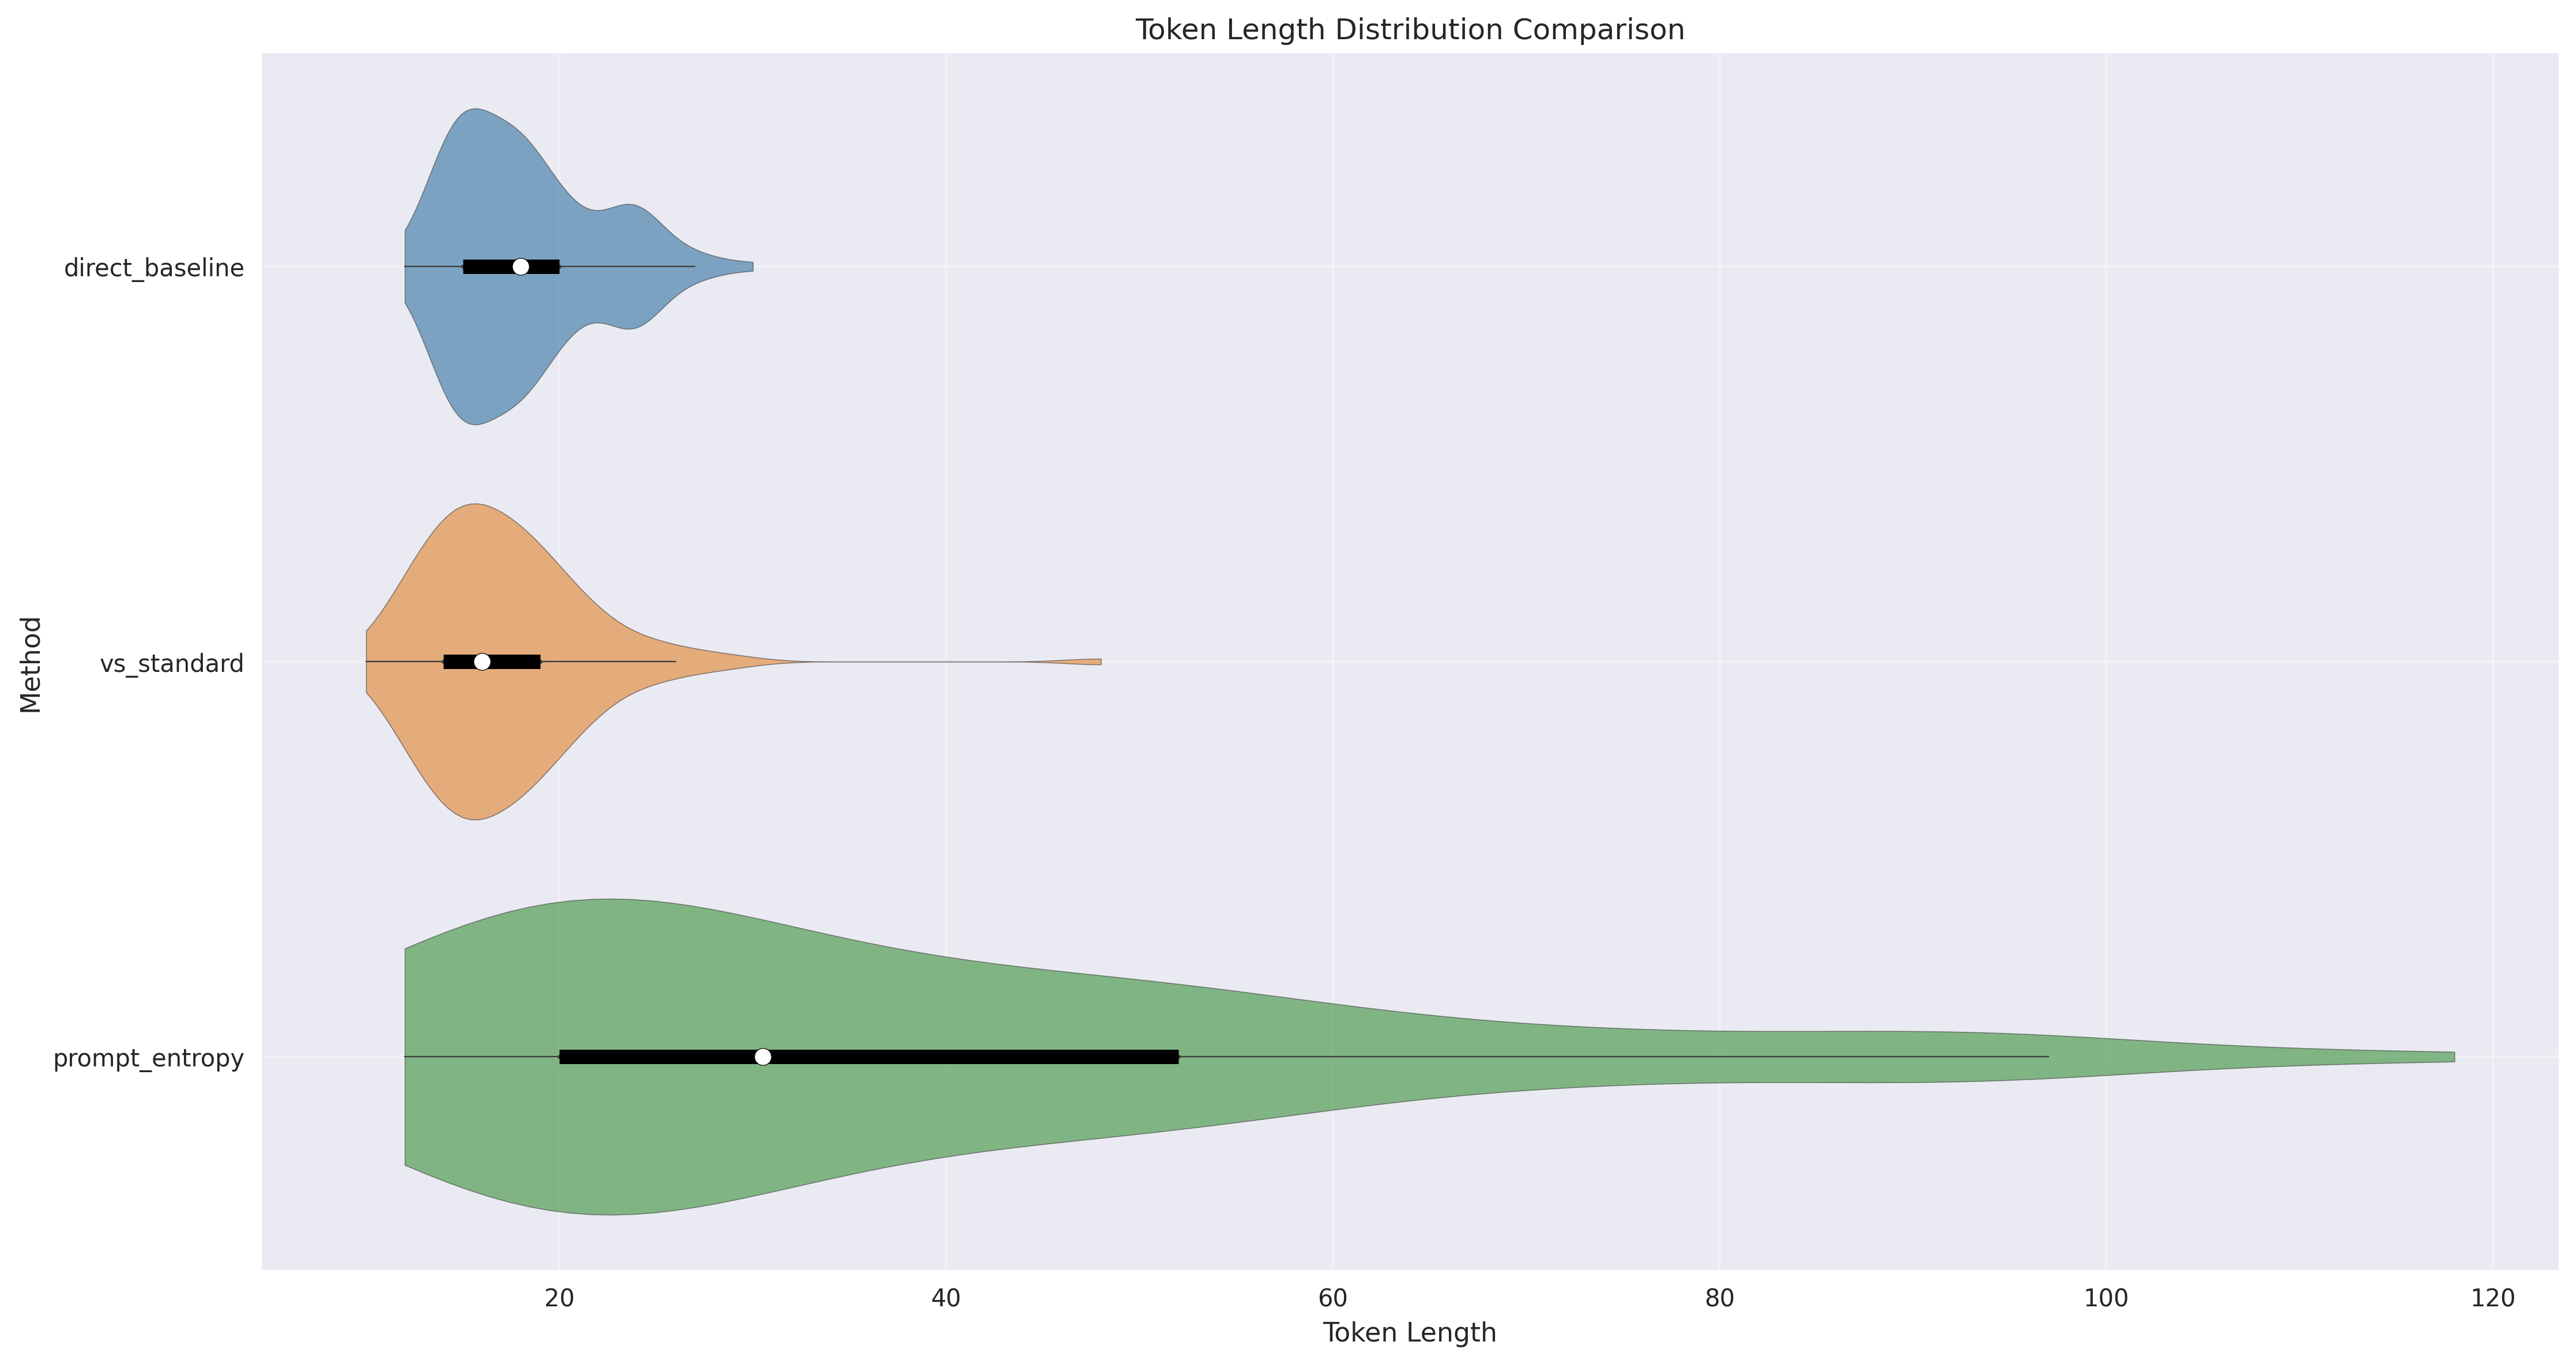 Token Length Distribution Comparison
Method
direct_baseline
vs_standard
prompt_entropy
20 40 60 80 100 120
Token Length